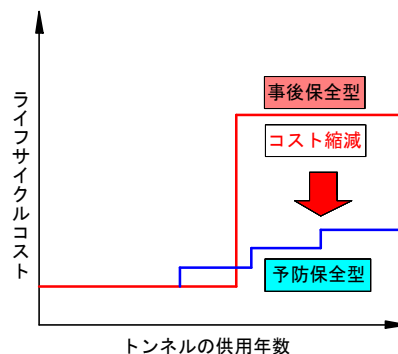 ライフサイクルコスト
事後保全型
コスト縮減
予防保全型
トンネルの供用年数